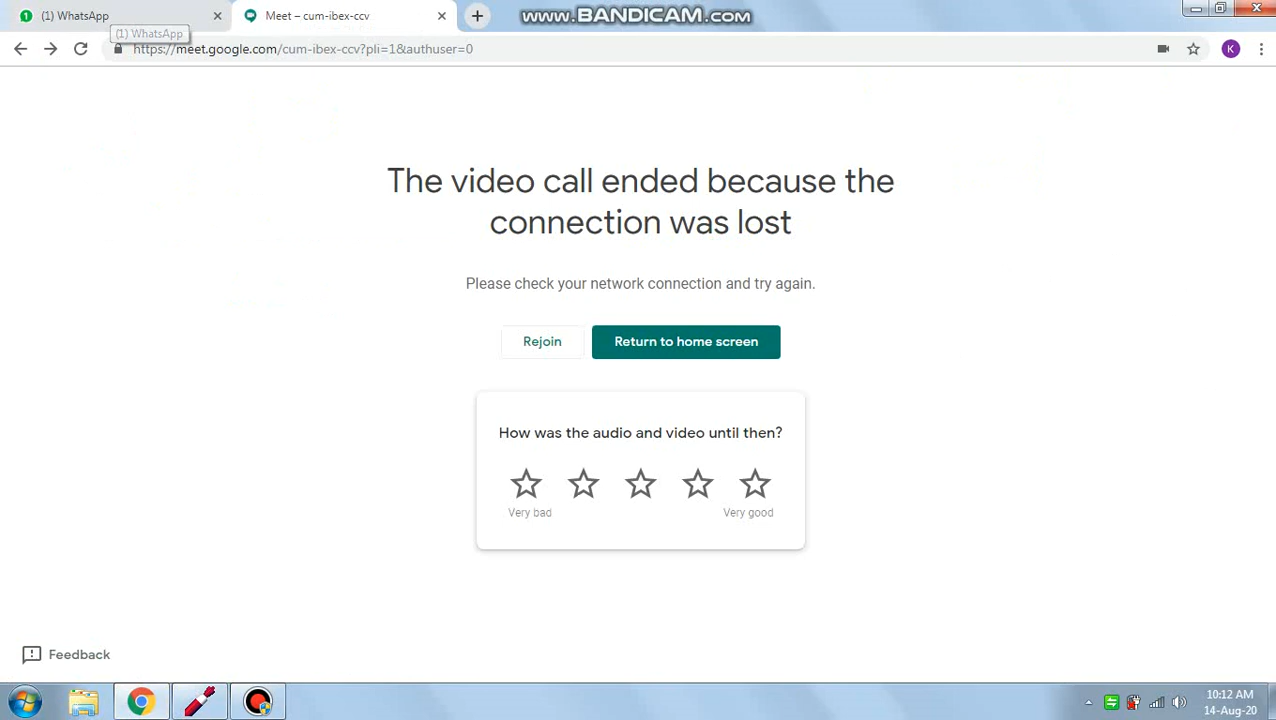 (1) WhatsApp
Meet – cum-ibex-ccv
www.BANDICAM.com
(1) WhatsApp
https://meet.google.com/cum-ibex-ccv?pli=1&authuser=0
K
The video call ended because the
connection was lost
Please check your network connection and try again.
Rejoin
Return to home screen
How was the audio and video until then?
Very bad
Very good
Feedback
10:12 AM
14-Aug-20